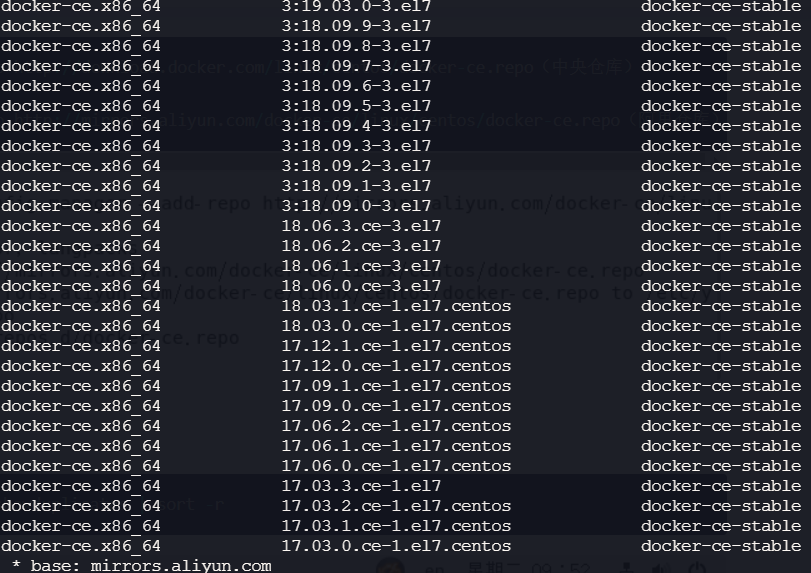 docker-ce.x86_64 3:19.03.0-3.el7 docker-ce-stable
docker-ce.x86_64 3:18.09.9-3.el7 docker-ce-stable
docker-ce.x86_64 3:18.09.8-3.el7 docker-ce-stable
docker-ce.x86_64 3:18.09.7-3.el7 docker-ce-stable
docker-ce.x86_64 3:18.09.6-3.el7 docker-ce-stable
docker-ce.x86_64 3:18.09.5-3.el7 docker-ce-stable
docker-ce.x86_64 3:18.09.4-3.el7 docker-ce-stable
docker-ce.x86_64 3:18.09.3-3.el7 docker-ce-stable
docker-ce.x86_64 3:18.09.2-3.el7 docker-ce-stable
docker-ce.x86_64 3:18.09.1-3.el7 docker-ce-stable
docker-ce.x86_64 3:18.09.0-3.el7 docker-ce-stable
docker-ce.x86_64 18.06.3.ce-3.el7 docker-ce-stable
docker-ce.x86_64 18.06.2.ce-3.el7 docker-ce-stable
docker-ce.x86_64 18.06.1.ce-3.el7 docker-ce-stable
docker-ce.x86_64 18.06.0.ce-3.el7 docker-ce-stable
docker-ce.x86_64 18.03.1.ce-1.el7.centos docker-ce-stable
docker-ce.x86_64 18.03.0.ce-1.el7.centos docker-ce-stable
docker-ce.x86_64 17.12.1.ce-1.el7.centos docker-ce-stable
docker-ce.x86_64 17.12.0.ce-1.el7.centos docker-ce-stable
docker-ce.x86_64 17.09.1.ce-1.el7.centos docker-ce-stable
docker-ce.x86_64 17.09.0.ce-1.el7.centos docker-ce-stable
docker-ce.x86_64 17.06.2.ce-1.el7.centos docker-ce-stable
docker-ce.x86_64 17.06.1.ce-1.el7.centos docker-ce-stable
docker-ce.x86_64 17.06.0.ce-1.el7.centos docker-ce-stable
docker-ce.x86_64 17.03.3.ce-1.el7 docker-ce-stable
docker-ce.x86_64 17.03.2.ce-1.el7.centos docker-ce-stable
docker-ce.x86_64 17.03.1.ce-1.el7.centos docker-ce-stable
docker-ce.x86_64 17.03.0.ce-1.el7.centos docker-ce-stable
* base: mirrors.aliyun.com